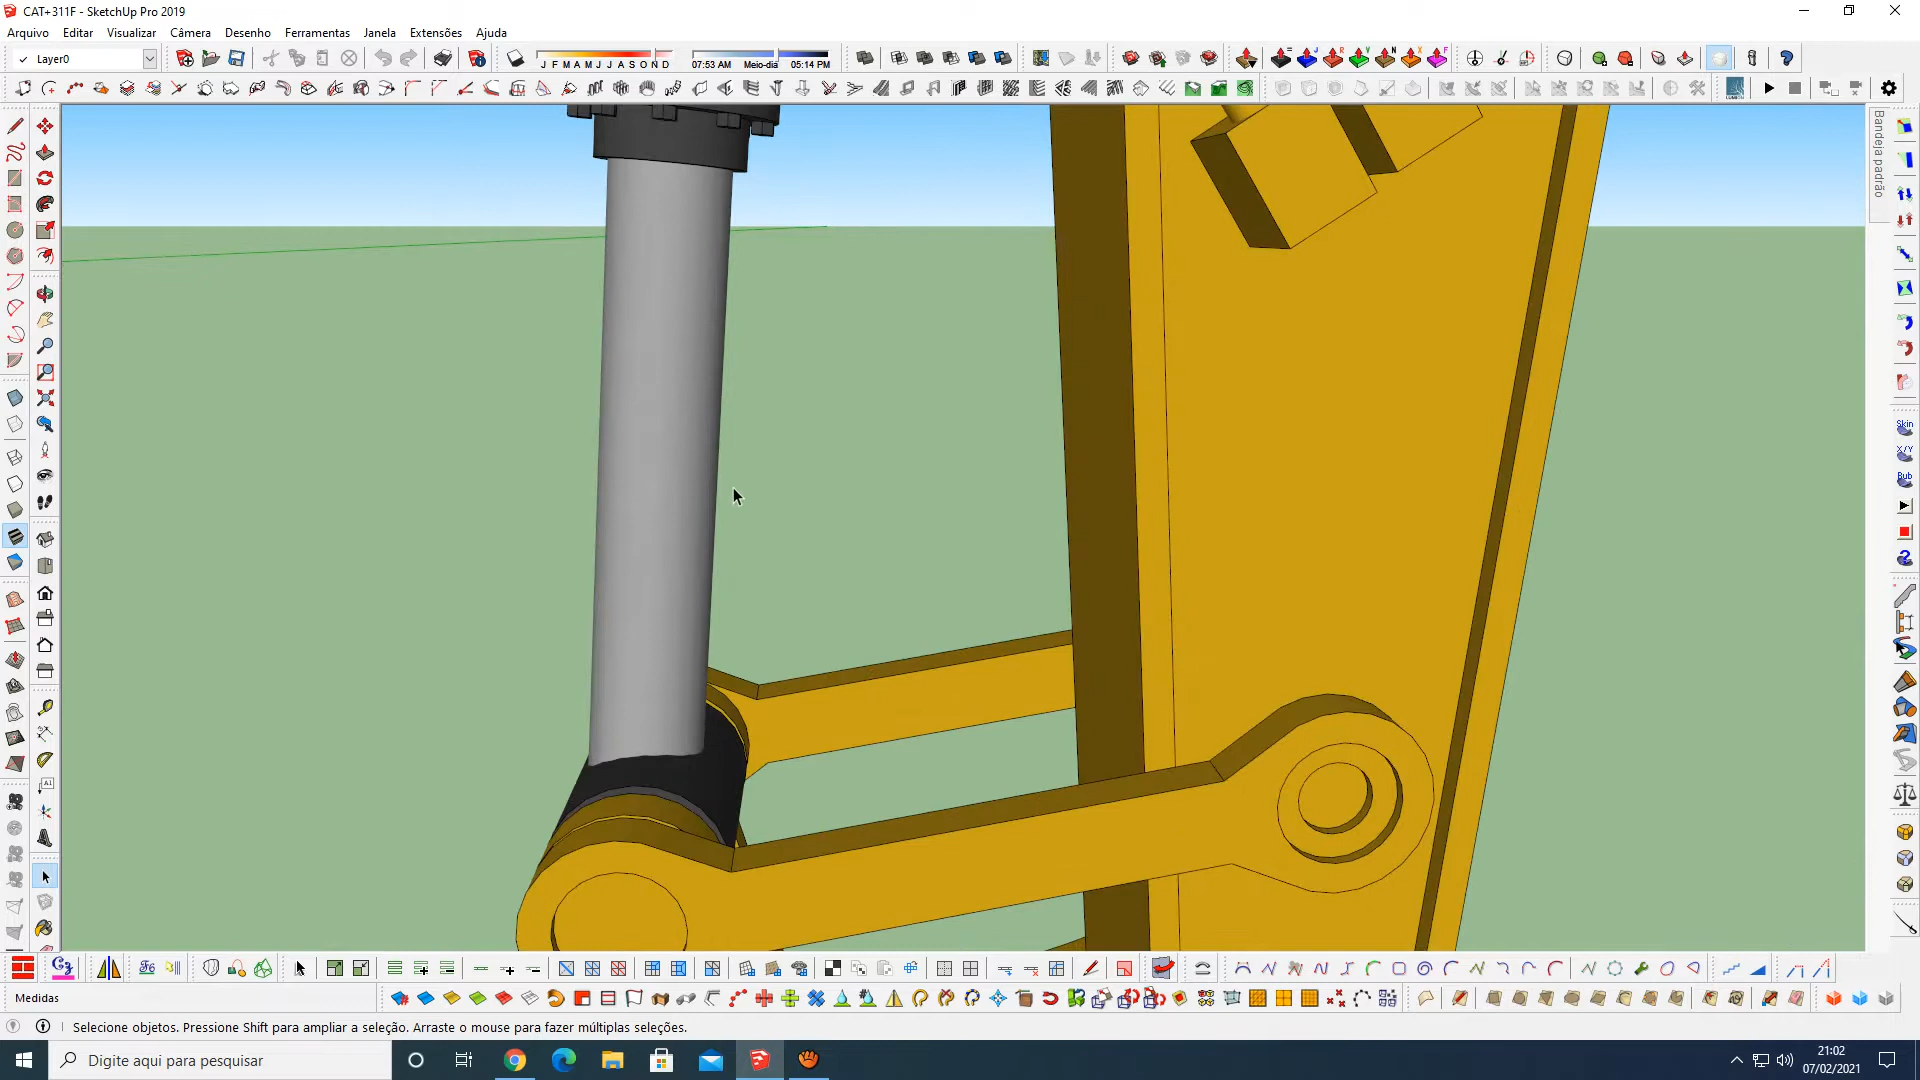 CAT+311F - SketchUp Pro 2019
Arquivo Editar Visualizar Câmera Desenho Ferramentas Janela Extensões Ajuda
Layer0
J F M A M J J A S O N D
07:53 AM Meio-dia 05:14 PM
Bandeja padrão
Skin
X/Y
Bub
Medidas
Selecione objetos. Pressione Shift para ampliar a seleção. Arraste o mouse para fazer múltiplas seleções.
Digite aqui para pesquisar
21:02
07/02/2021